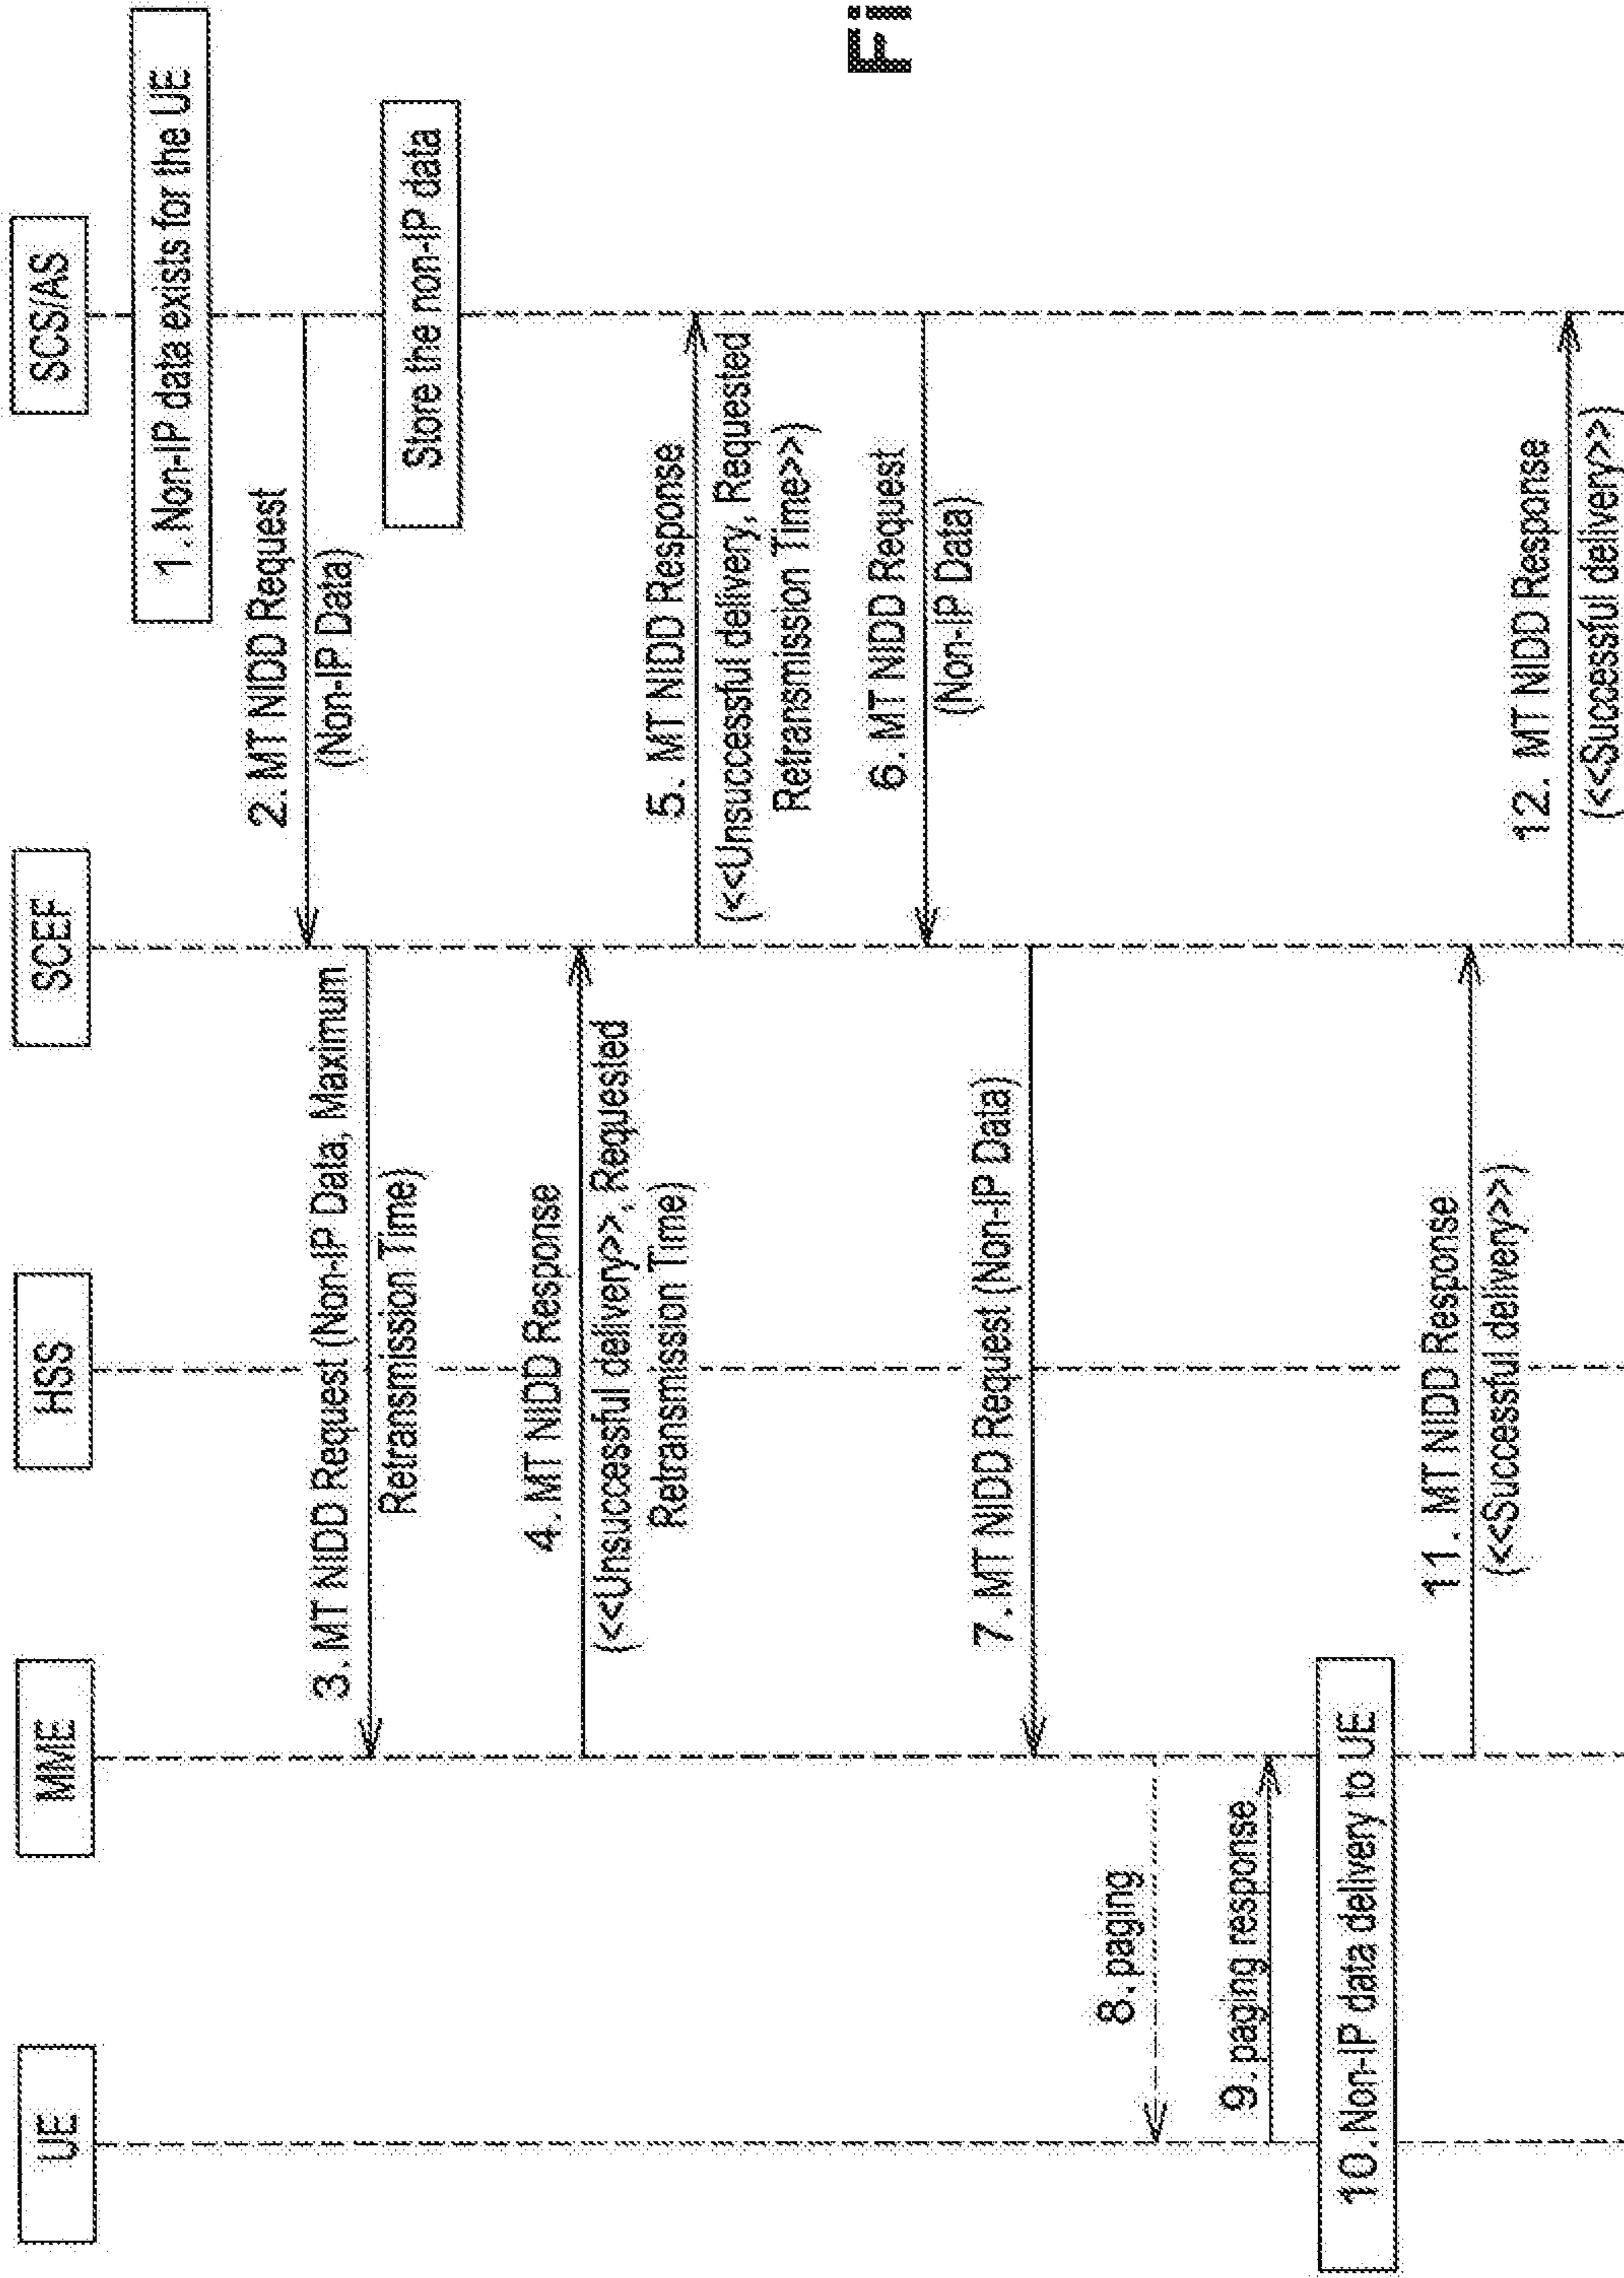 UE
MME
HSS
SCEF
SCS/AS
1.Non-IP data exists for the UE
2.MT NIDD Request
(Non-IP Data)
3.MT NIDD Request (Non-IP Data, Maximum
Retransmission Time)
Store the non-IP data
4.MT NIDD Response
(<<Unsuccessful delivery>>, Requested
Retransmission Time)
5. MT NIDD Response
(<<Unsuccessful delivery, Requested
Retransmission Time>>)
6.MT NIDD Request
(Non-IP Data)
7.MT NIDD Request (Non-IP Data)
8.paging
9.paging response
10.Non-IP data delivery to UE
11.MT NIDD Response
(<<Successful delivery>>)
12. MT NIDD Response
(<<Successful delivery>>)
Fi